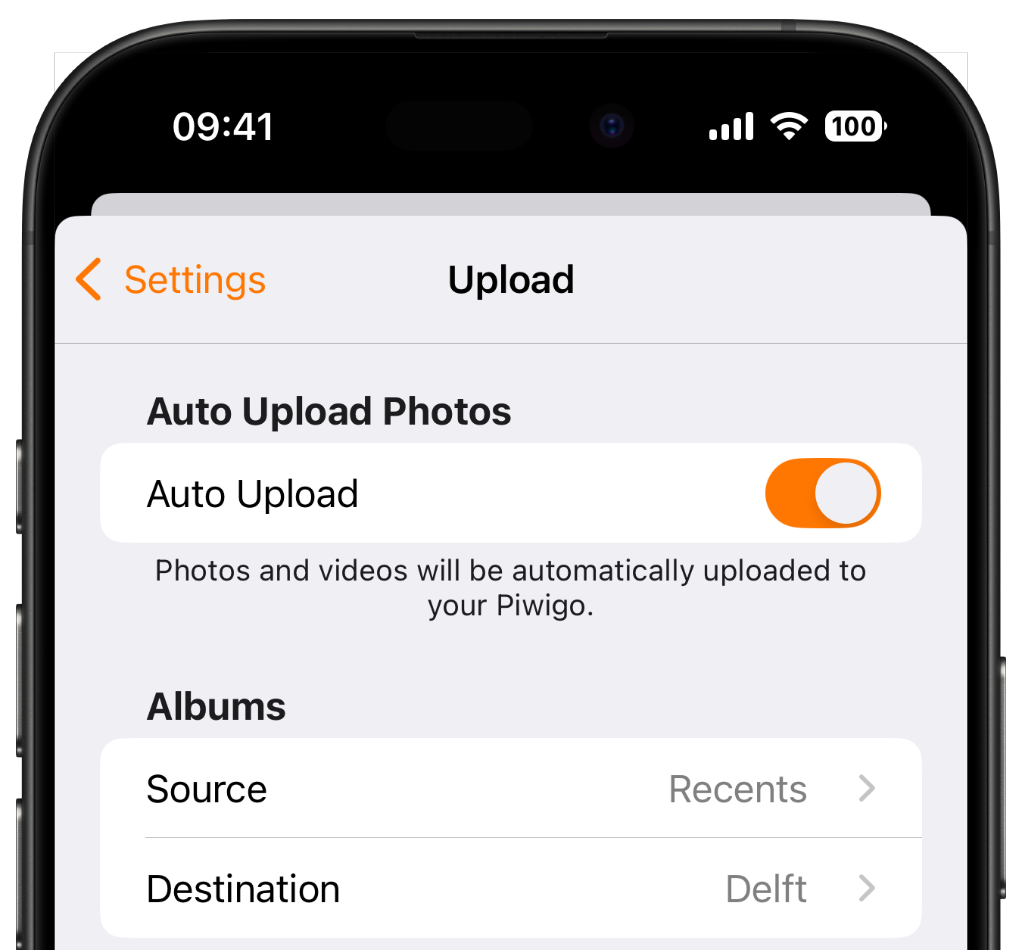 09:41
100
Settings
Upload
Auto Upload Photos
Auto Upload
Photos and videos will be automatically uploaded to
your Piwigo.
Albums
Source Recents
Destination Delft